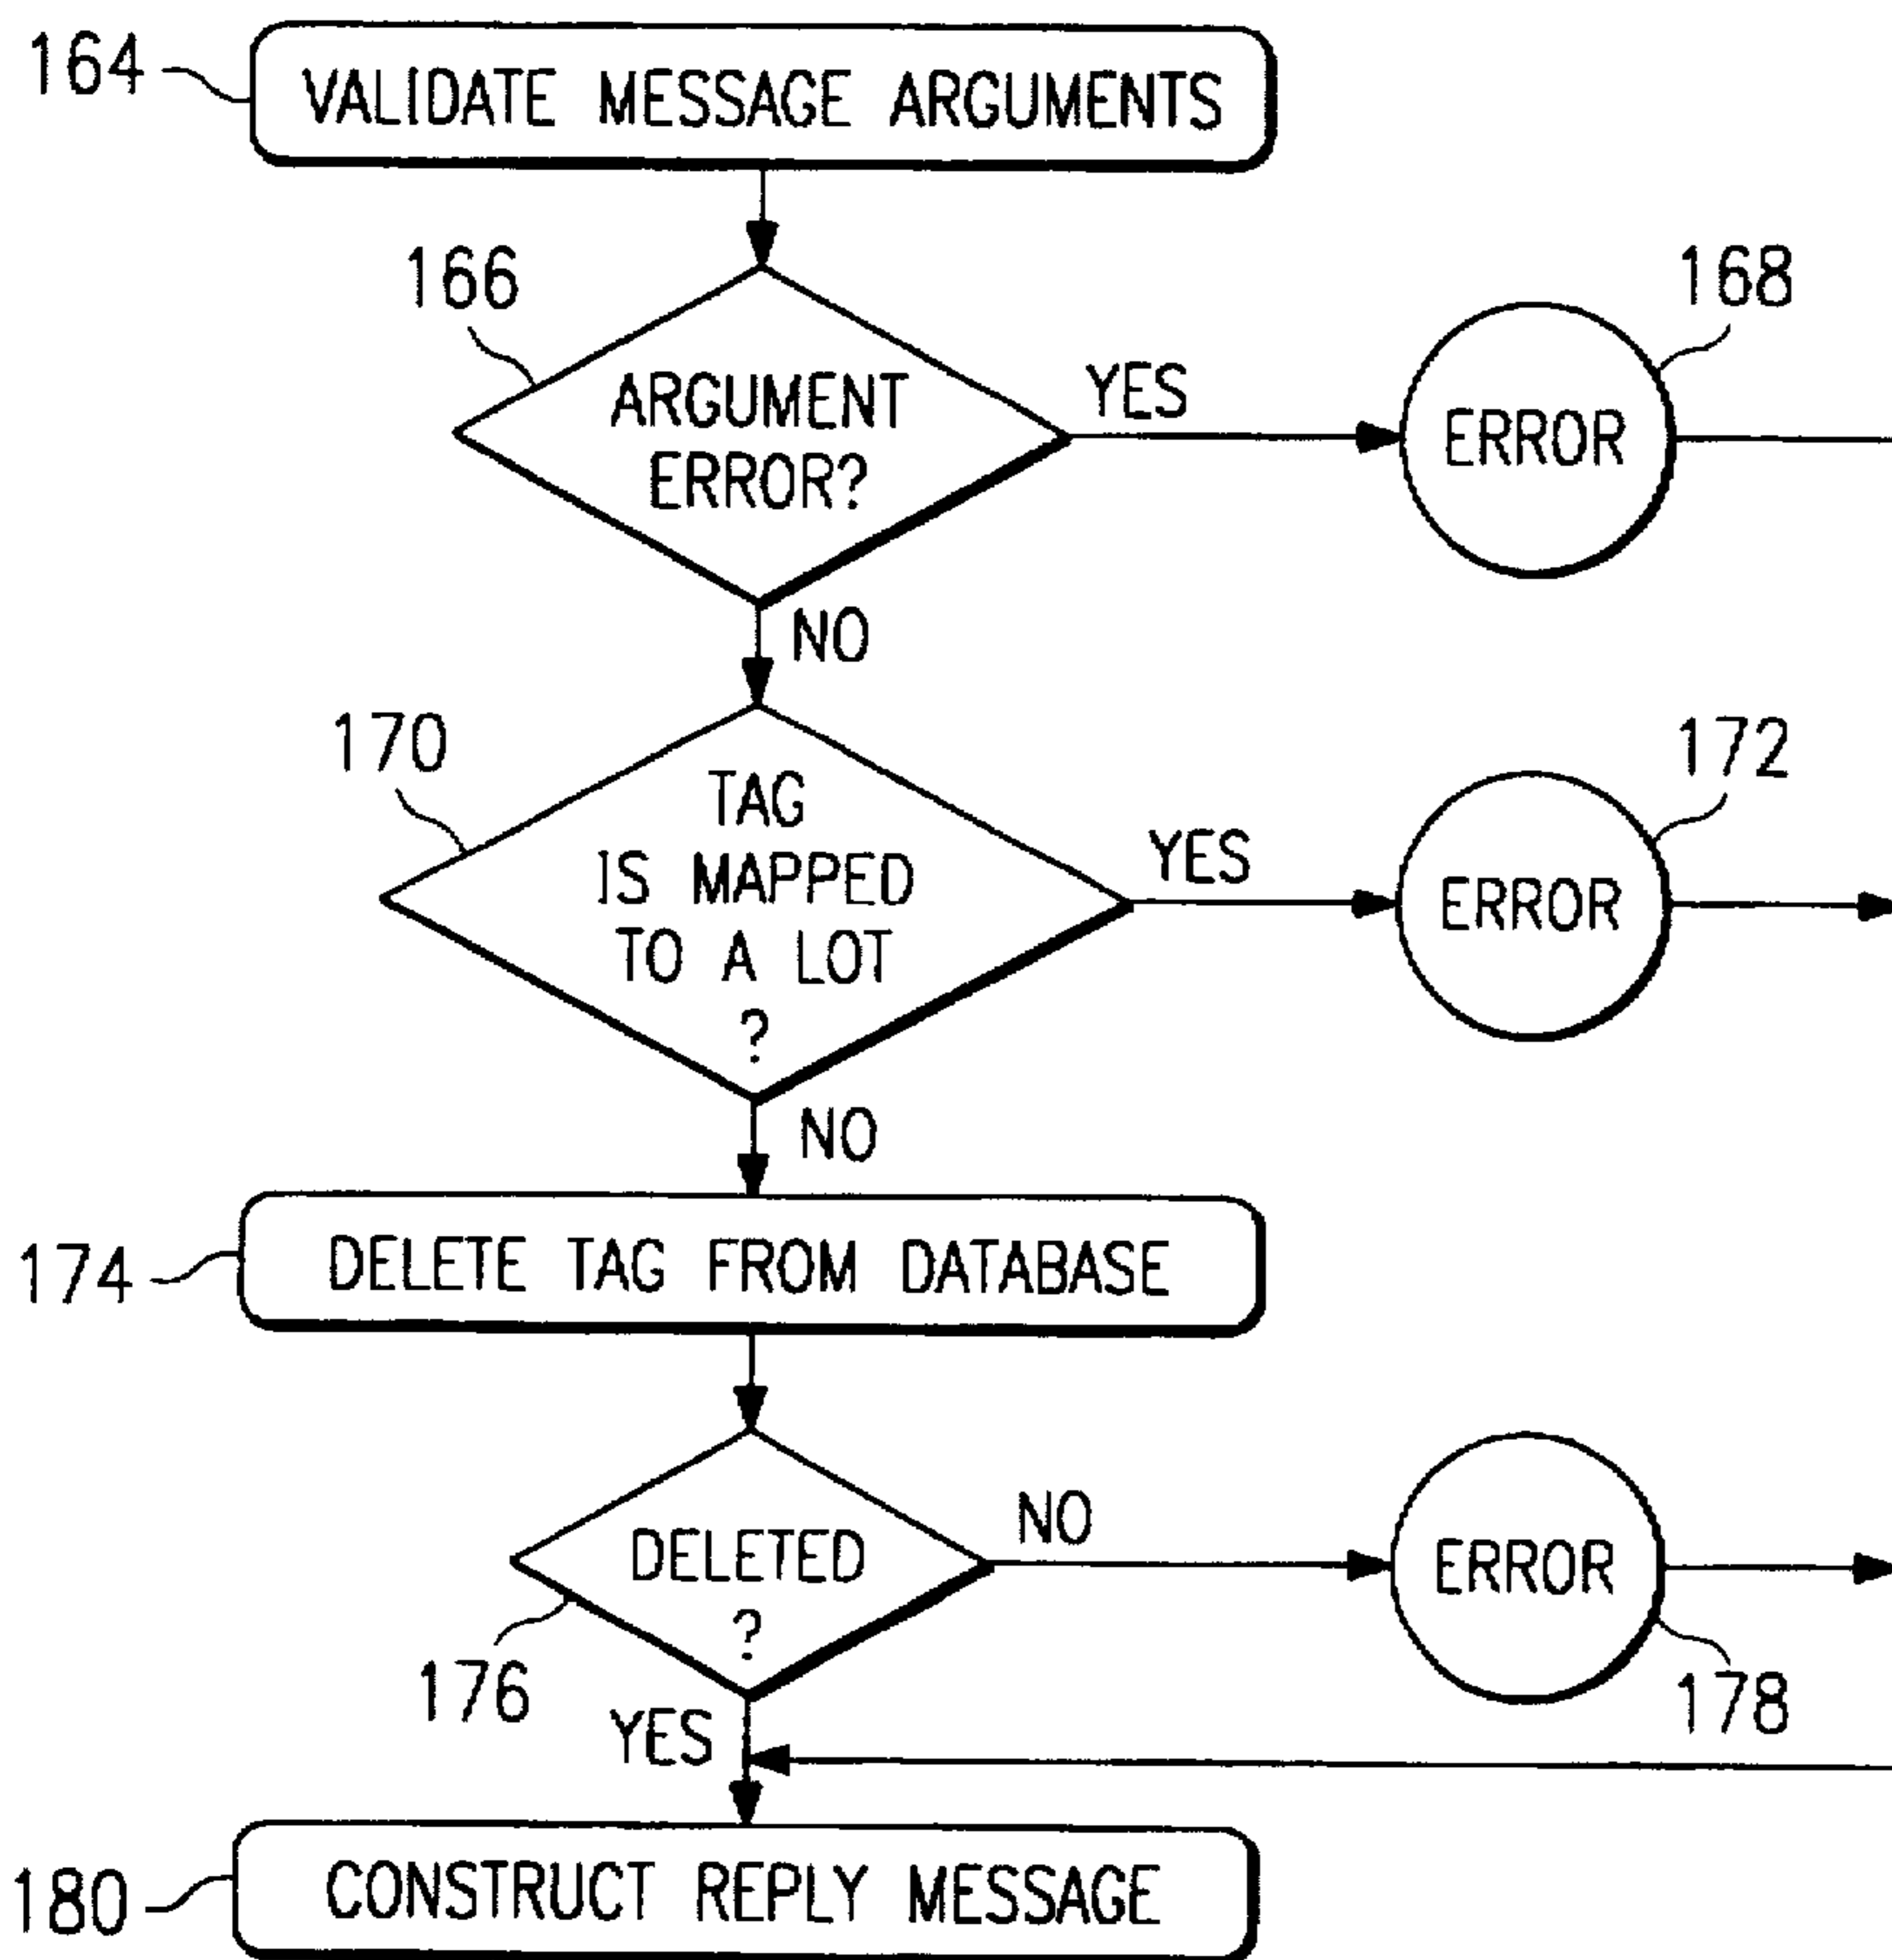 164
VALIDATE MESSAGE ARGUMENTS
166
168
ARGUMENT
ERROR?
YES
ERROR
NO
170
172
TAG
IS MAPPED
TO A LOT
?
YES
ERROR
NO
174
DELETE TAG FROM DATABASE
DELETED
?
NO
ERROR
176
178
YES
180
CONSTRUCT REPLY MESSAGE